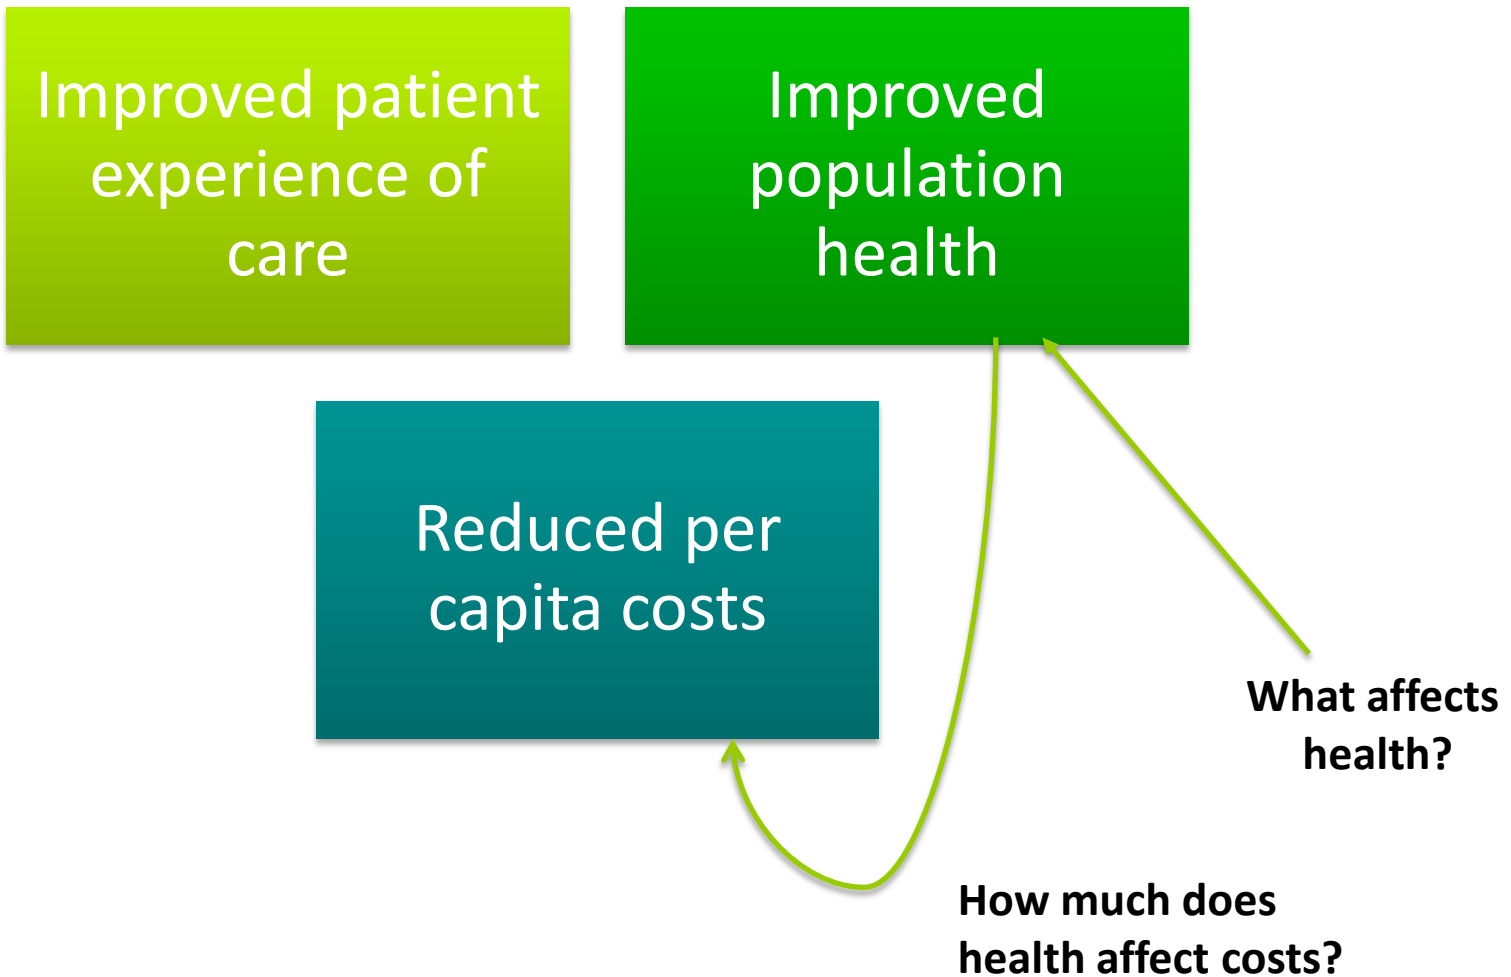 Improved patient
experience of
care
Improved
population
health
Reduced per
capita costs
What affects
health?
How much does
health affect costs?